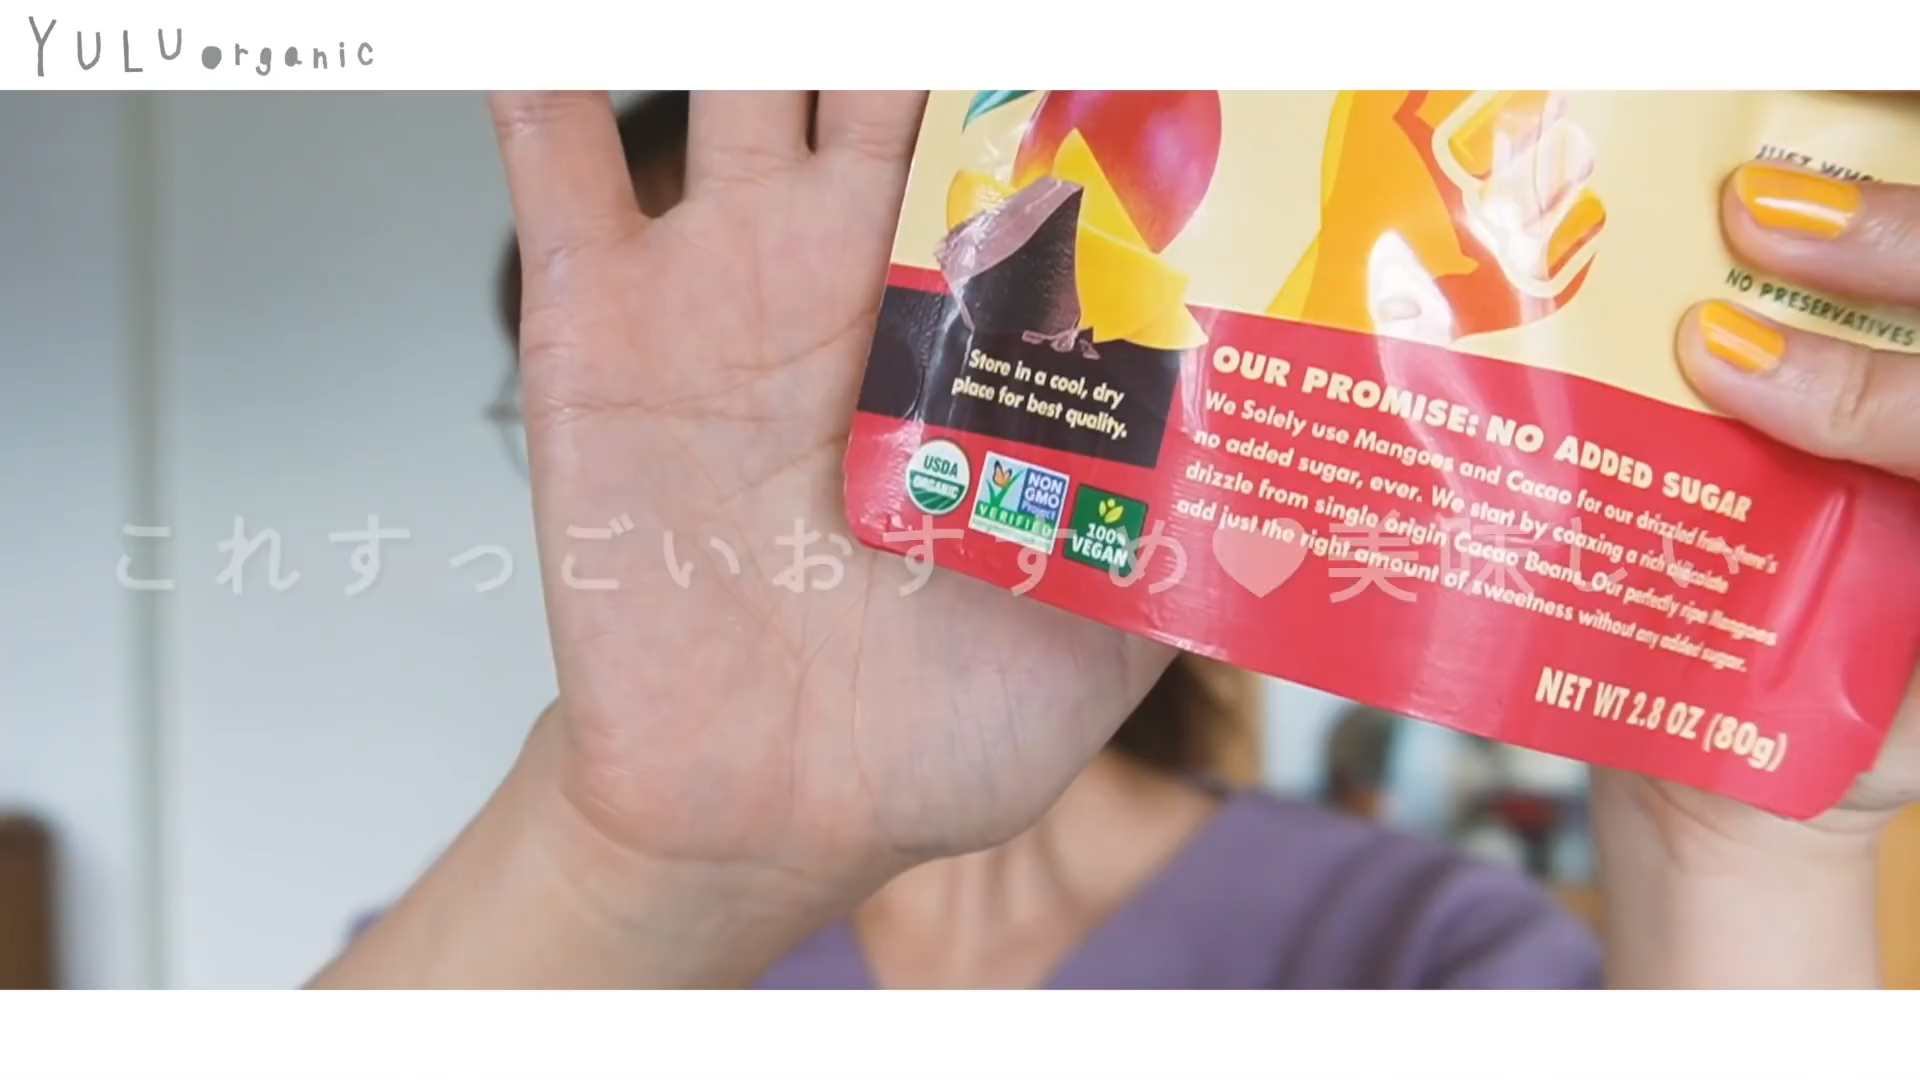 YULU organic
JUST
NO PRESERVATIVES
Store in a cool, dry
place for best quality.
OUR PROMISE: NO ADDED SUGAR
We Solely use Mangoes and Cacao for our drizzled fruit—there's
no added sugar, ever. We start by coaxing a rich chocolate
drizzle from single origin Cacao Beans. Our perfectly ripe Mangoes
add just the right amount of sweetness without any added sugar.
USDA
ORGANIC
NON
GMO
Project
VERIFIED
100%
VEGAN
これすっごいおすすめ♥美味しい
NET WT 2.8 OZ (80g)